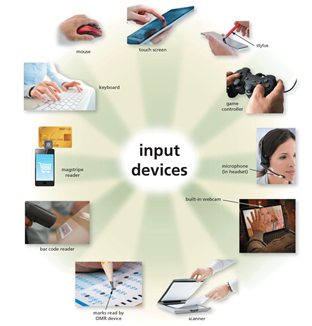 mouse
touch screen
stylus
keyboard
game
controller
input
devices
magstripe
reader
microphone
(in headset)
built-in webcam
bar code reader
marks read by
OMR device
scanner